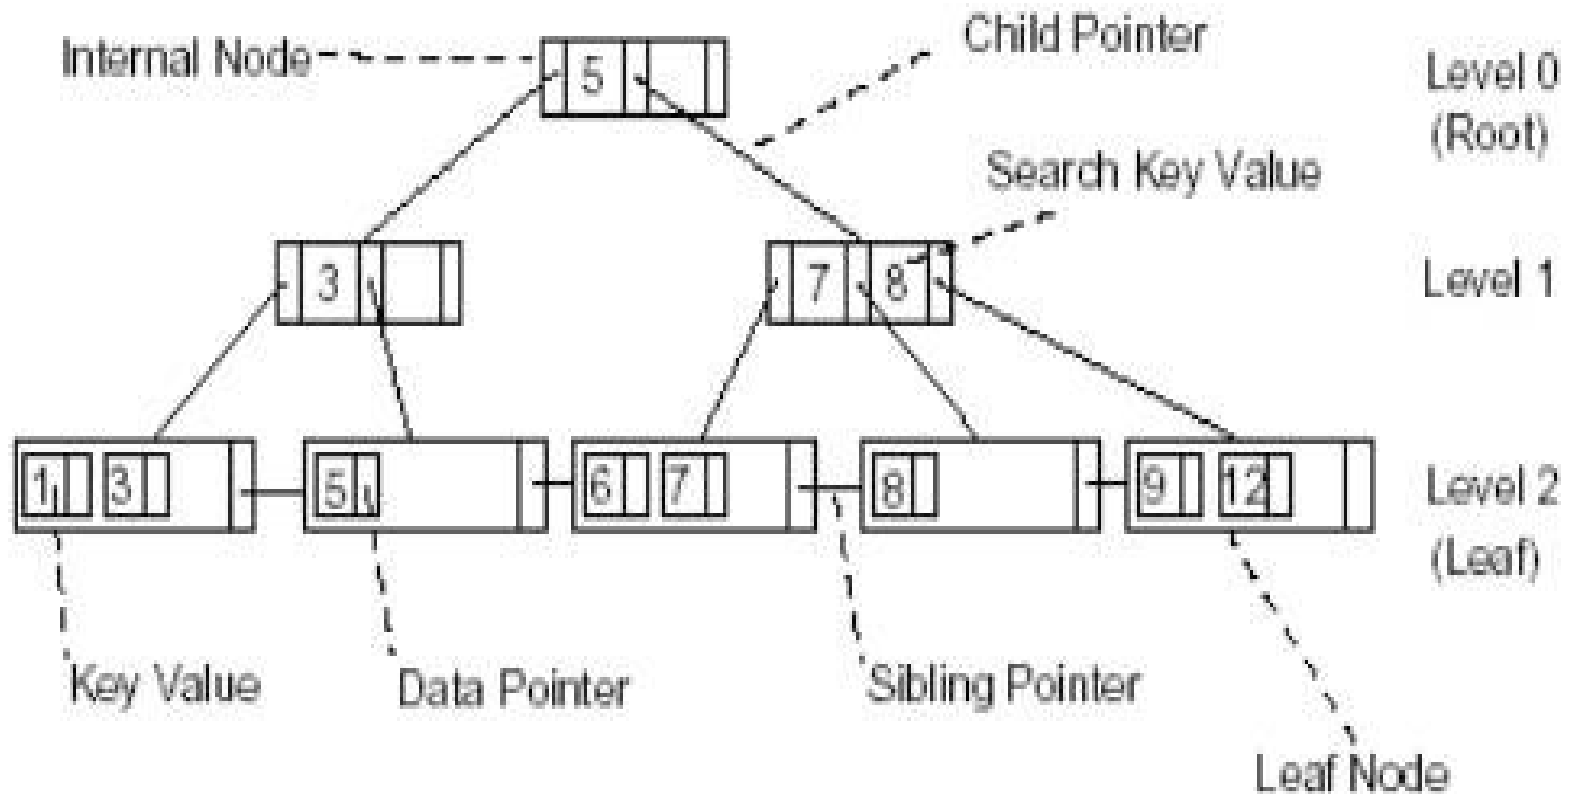 Internal Node
5
Child Pointer
Level 0
(Root)
Search Key Value
3
7 8
Level 1
1 3 5 6 7 8 9 12
Level 2
(Leaf)
Key Value
Data Pointer
Sibling Pointer
Leaf Node